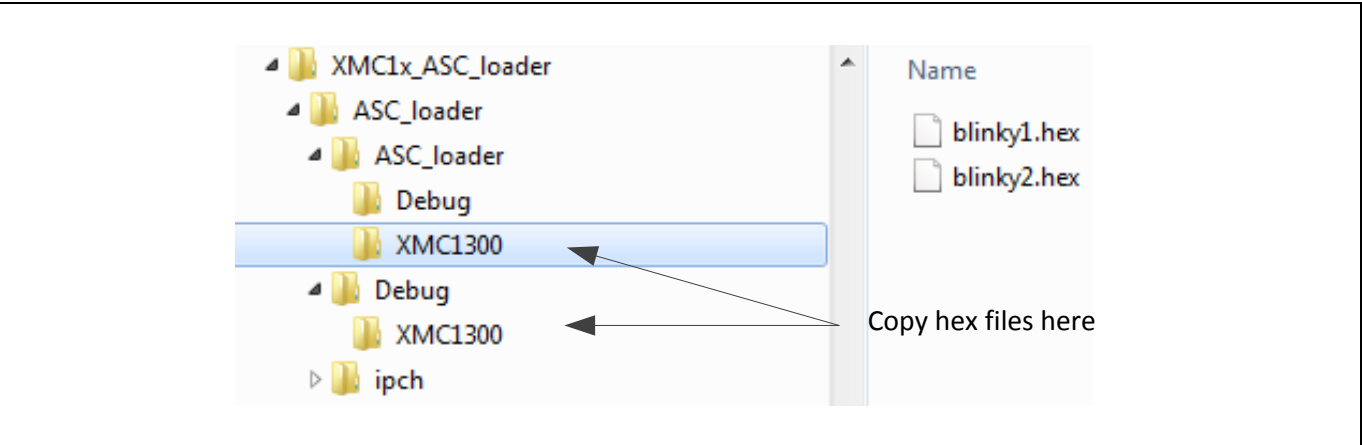 XMC1x_ASC_loader
ASC_loader
ASC_loader
Debug
XMC1300
Debug
XMC1300
ipch
Name
blinky1.hex
blinky2.hex
Copy hex files here